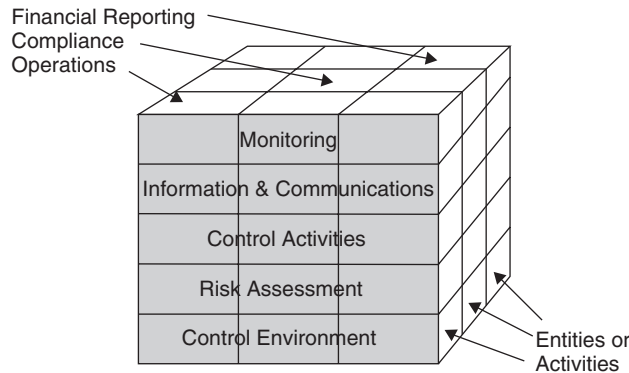 Financial Reporting
Compliance
Operations
Monitoring
Information & Communications
Control Activities
Risk Assessment
Control Environment
Entities or
Activities